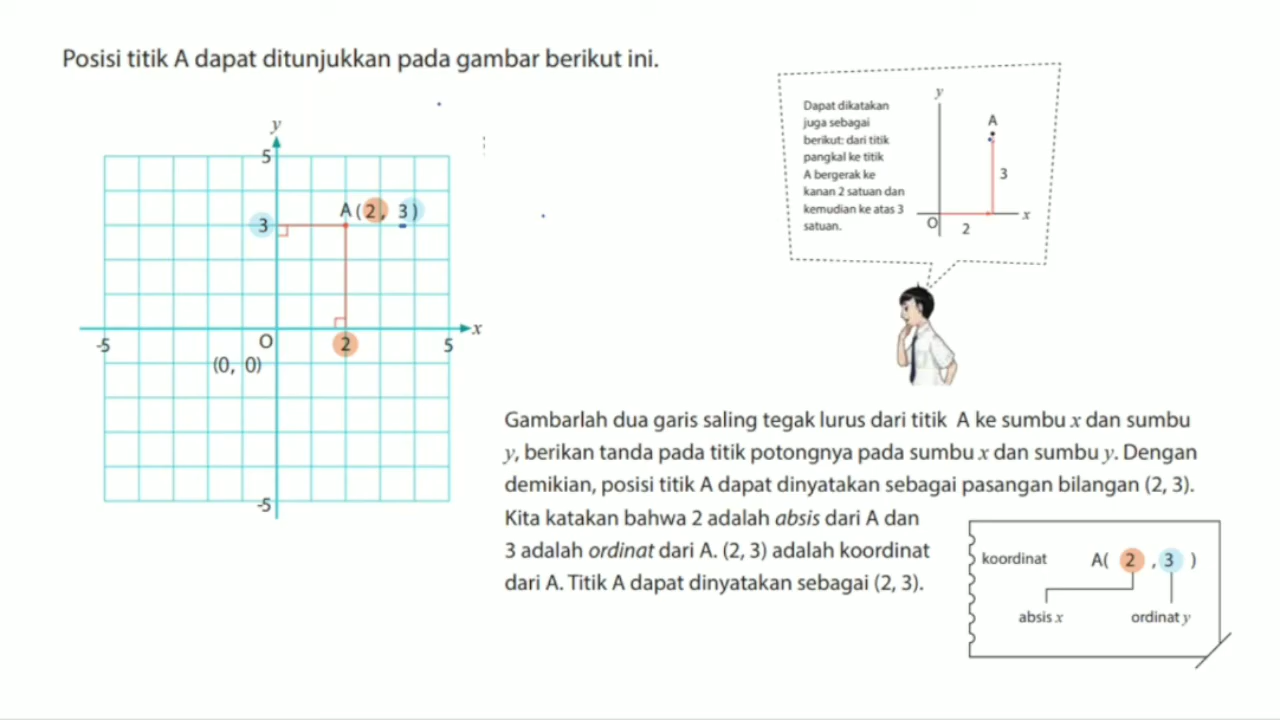 Posisi titik A dapat ditunjukkan pada gambar berikut ini.
y
5
A (2, 3)
3
x
-5
O
2
5
(0, 0)
-5
Dapat dikatakan
juga sebagai
berikut: dari titik
pangkal ke titik
A bergerak ke
kanan 2 satuan dan
kemudian ke atas 3
satuan.
y
A
3
O
x
2
Gambarlah dua garis saling tegak lurus dari titik A ke sumbu x dan sumbu
y, berikan tanda pada titik potongnya pada sumbu x dan sumbu y. Dengan
demikian, posisi titik A dapat dinyatakan sebagai pasangan bilangan (2, 3).
Kita katakan bahwa 2 adalah absis dari A dan
3 adalah ordinat dari A. (2, 3) adalah koordinat
dari A. Titik A dapat dinyatakan sebagai (2, 3).
koordinat A( 2 , 3 )
absis x ordinat y